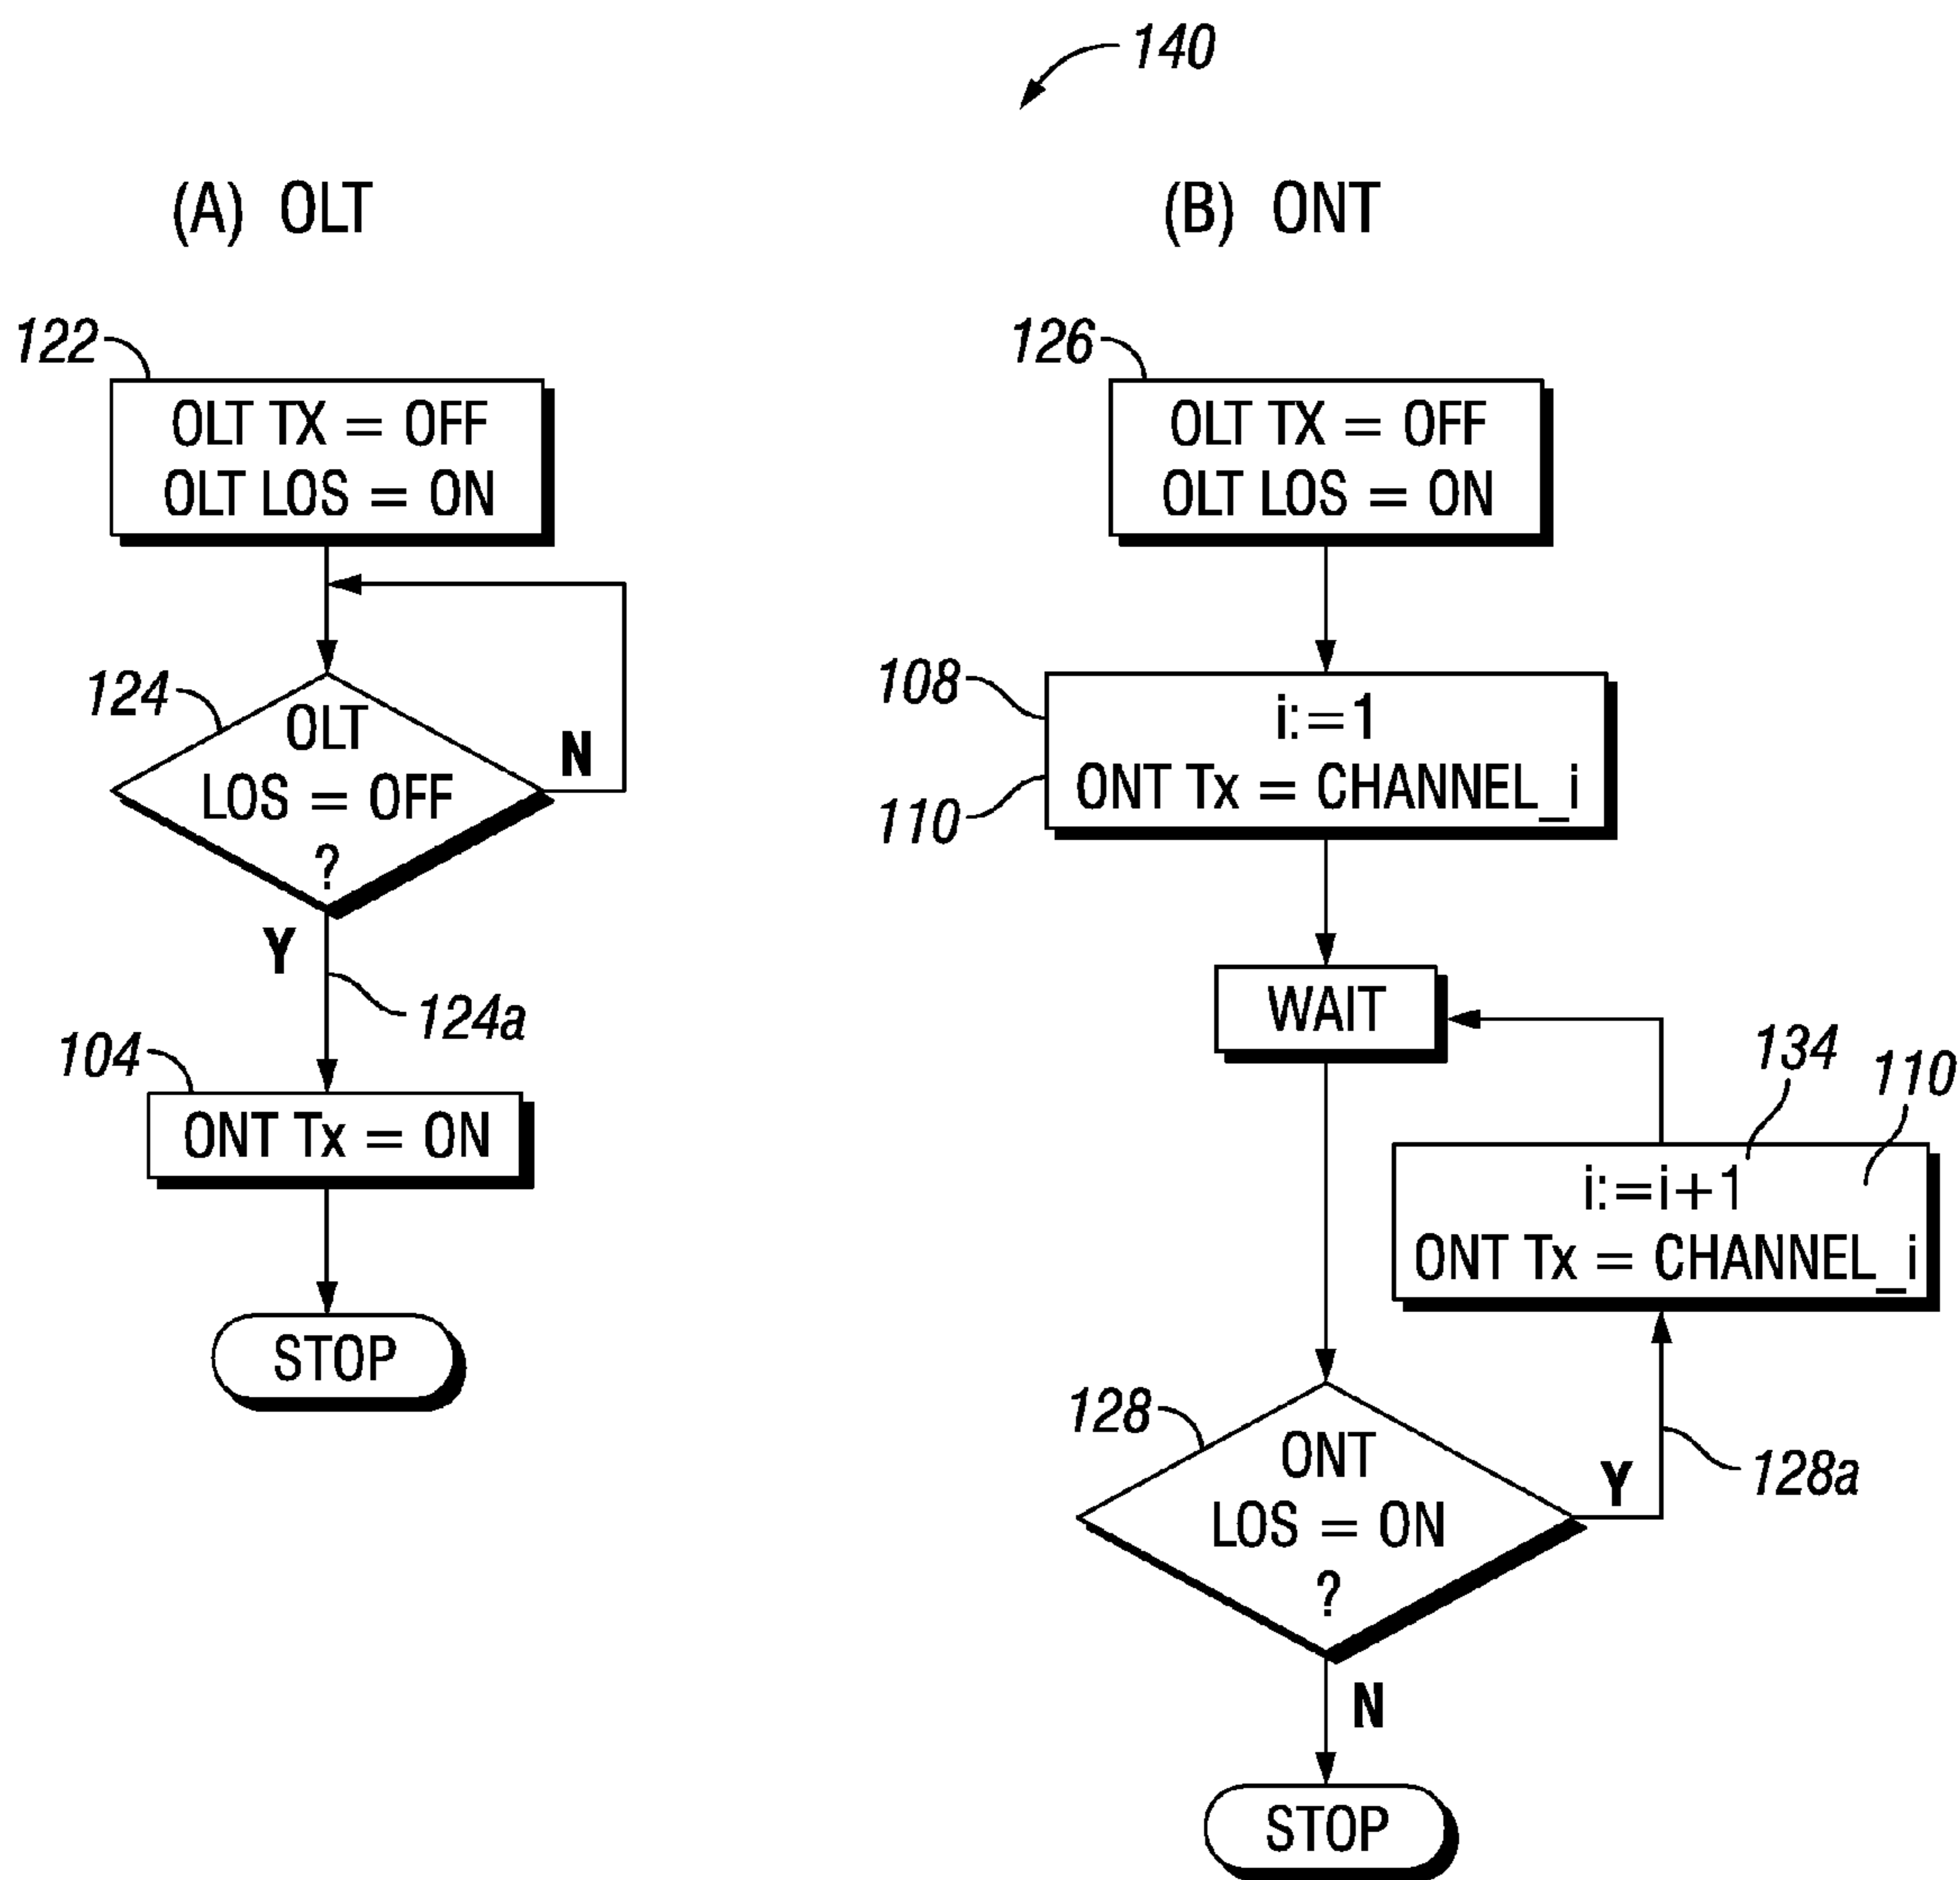 140
(A) OLT
122
OLT TX = OFF
OLT LOS = ON
124
OLT
LOS = OFF
?
N
Y
124a
104
ONT Tx = ON
STOP
(B) ONT
126
OLT TX = OFF
OLT LOS = ON
108
i:=1
110
ONT Tx = CHANNEL_i
WAIT
134
110
i:=i+1
ONT Tx = CHANNEL_i
128
ONT
LOS = ON
?
Y
128a
N
STOP